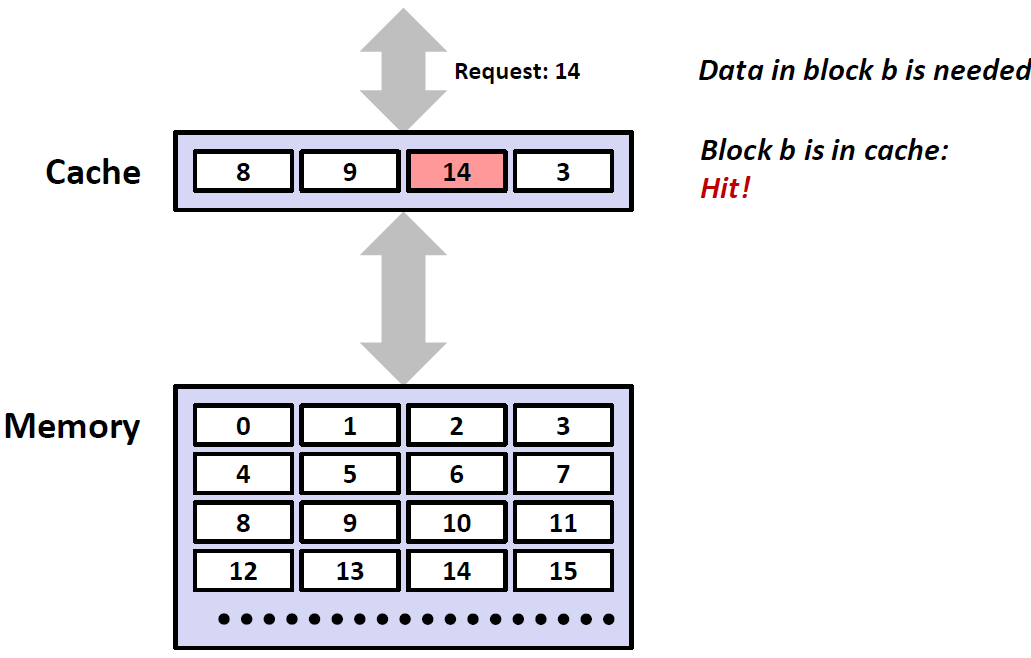 Request: 14
Data in block b is needed
Cache
8 9 14 3
Block b is in cache:
Hit!
Memory
0 1 2 3
4 5 6 7
8 9 10 11
12 13 14 15